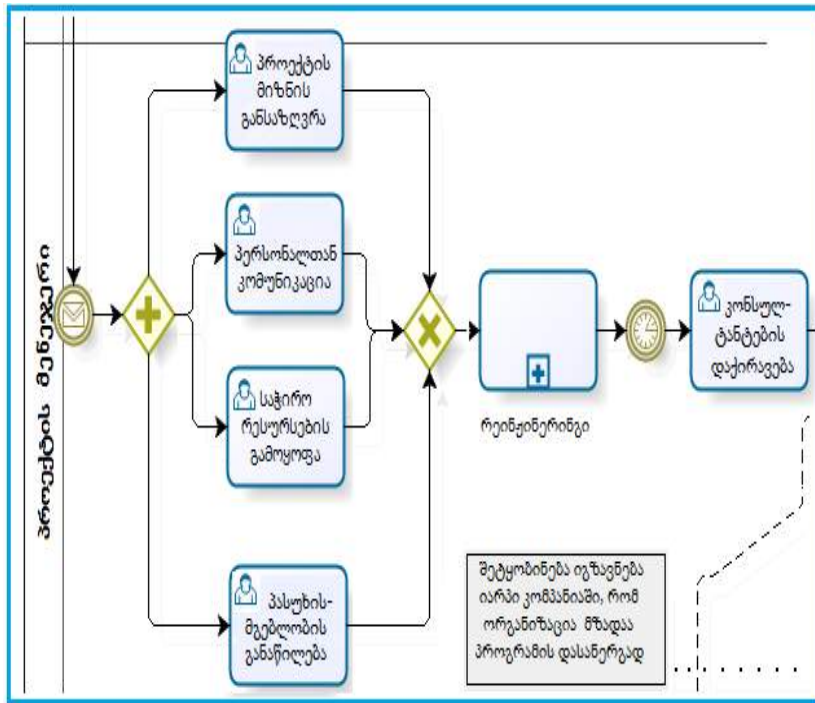 პროექტის მენეჯერი
პროექტის
მიზნის
განსაზღვრა
პერსონალთან
კომუნიკაცია
საჭირო
რესურსების
გამოყოფა
პასუხის-
მგებლობის
განაწილება
რეინჟინერინგი
კონსულ-
ტანტების
დაქირავება
შეტყობინება იგზავნება
იარპი კომპანიაში, რომ
ორგანიზაცია მზადაა
პროგრამის დასანერგად